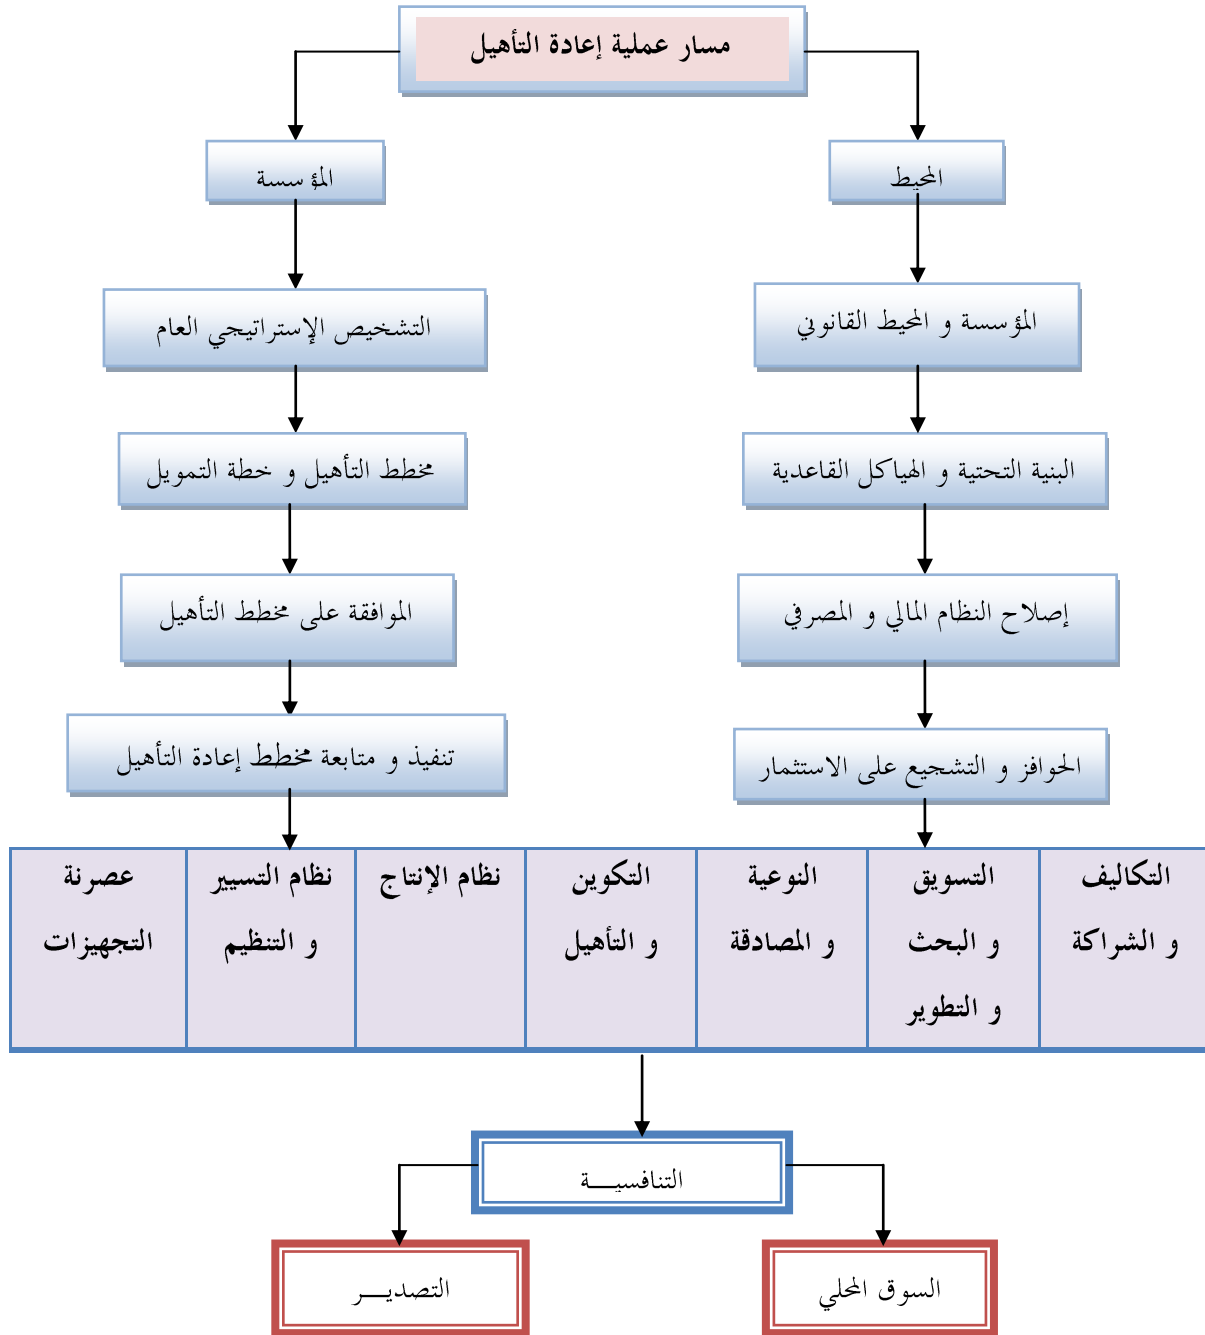 مسار عملية إعادة التأهيل
المحيط
المؤسسة
المؤسسة و المحيط القانوني
التشخيص الإستراتيجي العام
البنية التحتية و الهياكل القاعدية
مخطط التأهيل و خطة التمويل
إصلاح النظام المالي و المصرفي
الموافقة على مخطط التأهيل
الحوافز و التشجيع على الاستثمار
تنفيذ و متابعة مخطط إعادة التأهيل
التكاليف
و الشراكة
التسويق
و البحث
و التطوير
النوعية
و المصادقة
التكوين
و التأهيل
نظام الإنتاج
نظام التسيير
و التنظيم
عصرنة
التجهيزات
التنافسيـــة
السوق المحلي
التصديــر